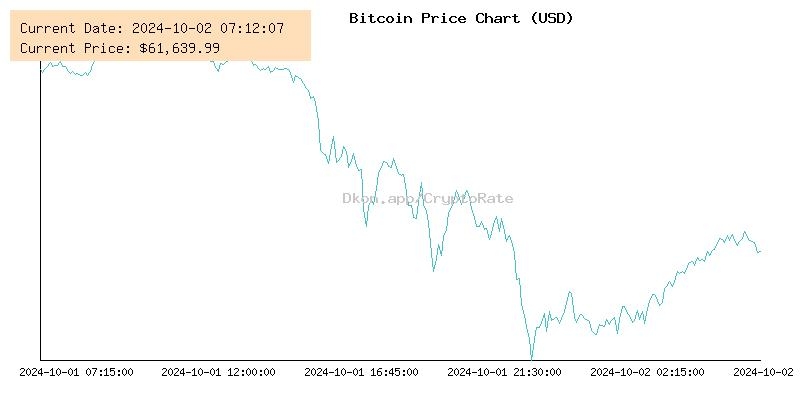 Bitcoin Price Chart (USD)
Current Date: 2024-10-02 07:12:07
Current Price: $61,639.99
Dkon.app/CryptoRate
2024-10-01 07:15:00 2024-10-01 12:00:00 2024-10-01 16:45:00 2024-10-01 21:30:00 2024-10-02 02:15:00 2024-10-02